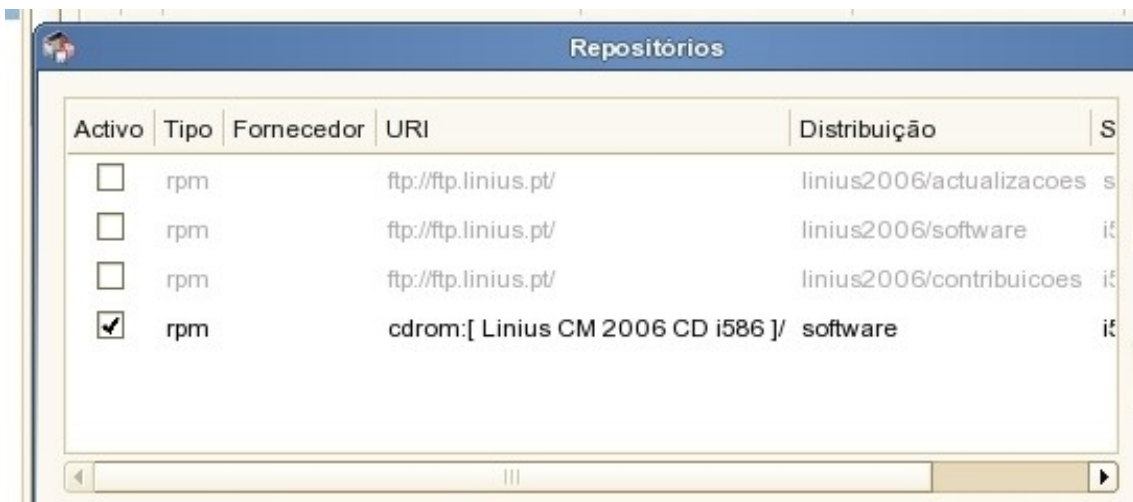 Repositórios
Activo Tipo Fornecedor URI Distribuição S
rpm ftp://ftp.linius.pt/ linius2006/actualizacoes s
rpm ftp://ftp.linius.pt/ linius2006/software
rpm ftp://ftp.linius.pt/ linius2006/contribuicoes
rpm cdrom:[ Linius CM 2006 CD i586 ]/ software